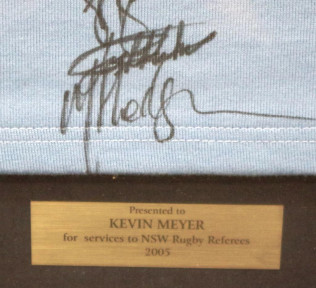 Presented to
KEVIN MEYER
for services to NSW Rugby Referees
2005